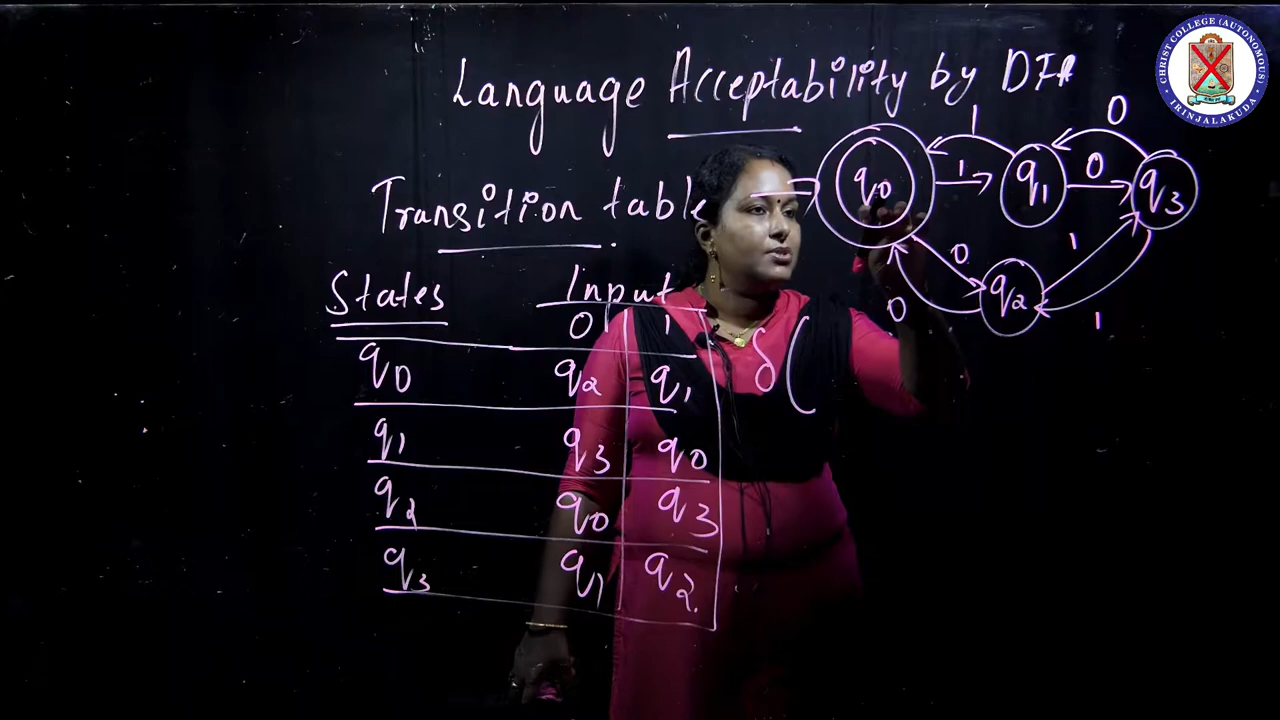 Language Acceptability by DFA
Transition table
States Input
0 1
q0 q2 q1
q1 q3 q0
q2 q0 q3
q3 q1 q2.
δ(
q0 1 1 q1 0 0 q3
0 0 q2 1 1
CHRIST COLLEGE (AUTONOMOUS)
IRINJALAKUDA